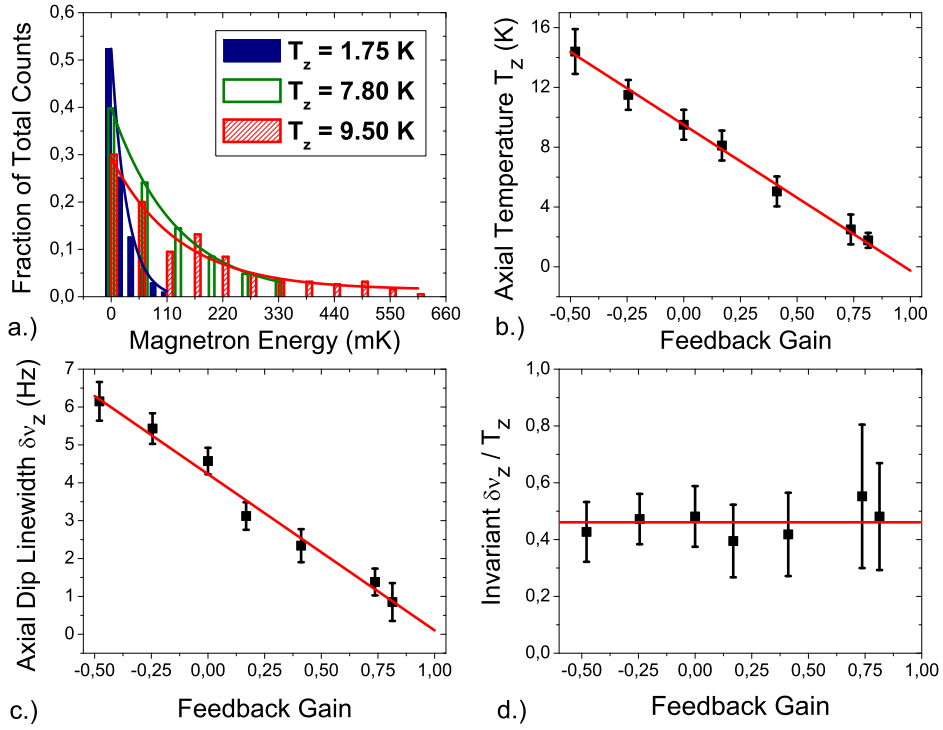 0,6
0,5
0,4
0,3
0,2
0,1
0,0
Fraction of Total Counts
T_z = 1.75 K
T_z = 7.80 K
T_z = 9.50 K
0 110 220 330 440 550 660
Magnetron Energy (mK)
a.)
16
12
8
4
0
Axial Temperature T_z (K)
-0,50 -0,25 0,00 0,25 0,50 0,75 1,00
Feedback Gain
b.)
7
6
5
4
3
2
1
0
Axial Dip Linewidth δν_z (Hz)
-0,50 -0,25 0,00 0,25 0,50 0,75 1,00
Feedback Gain
c.)
1,0
0,8
0,6
0,4
0,2
0,0
Invariant δν_z / T_z
-0,50 -0,25 0,00 0,25 0,50 0,75 1,00
Feedback Gain
d.)